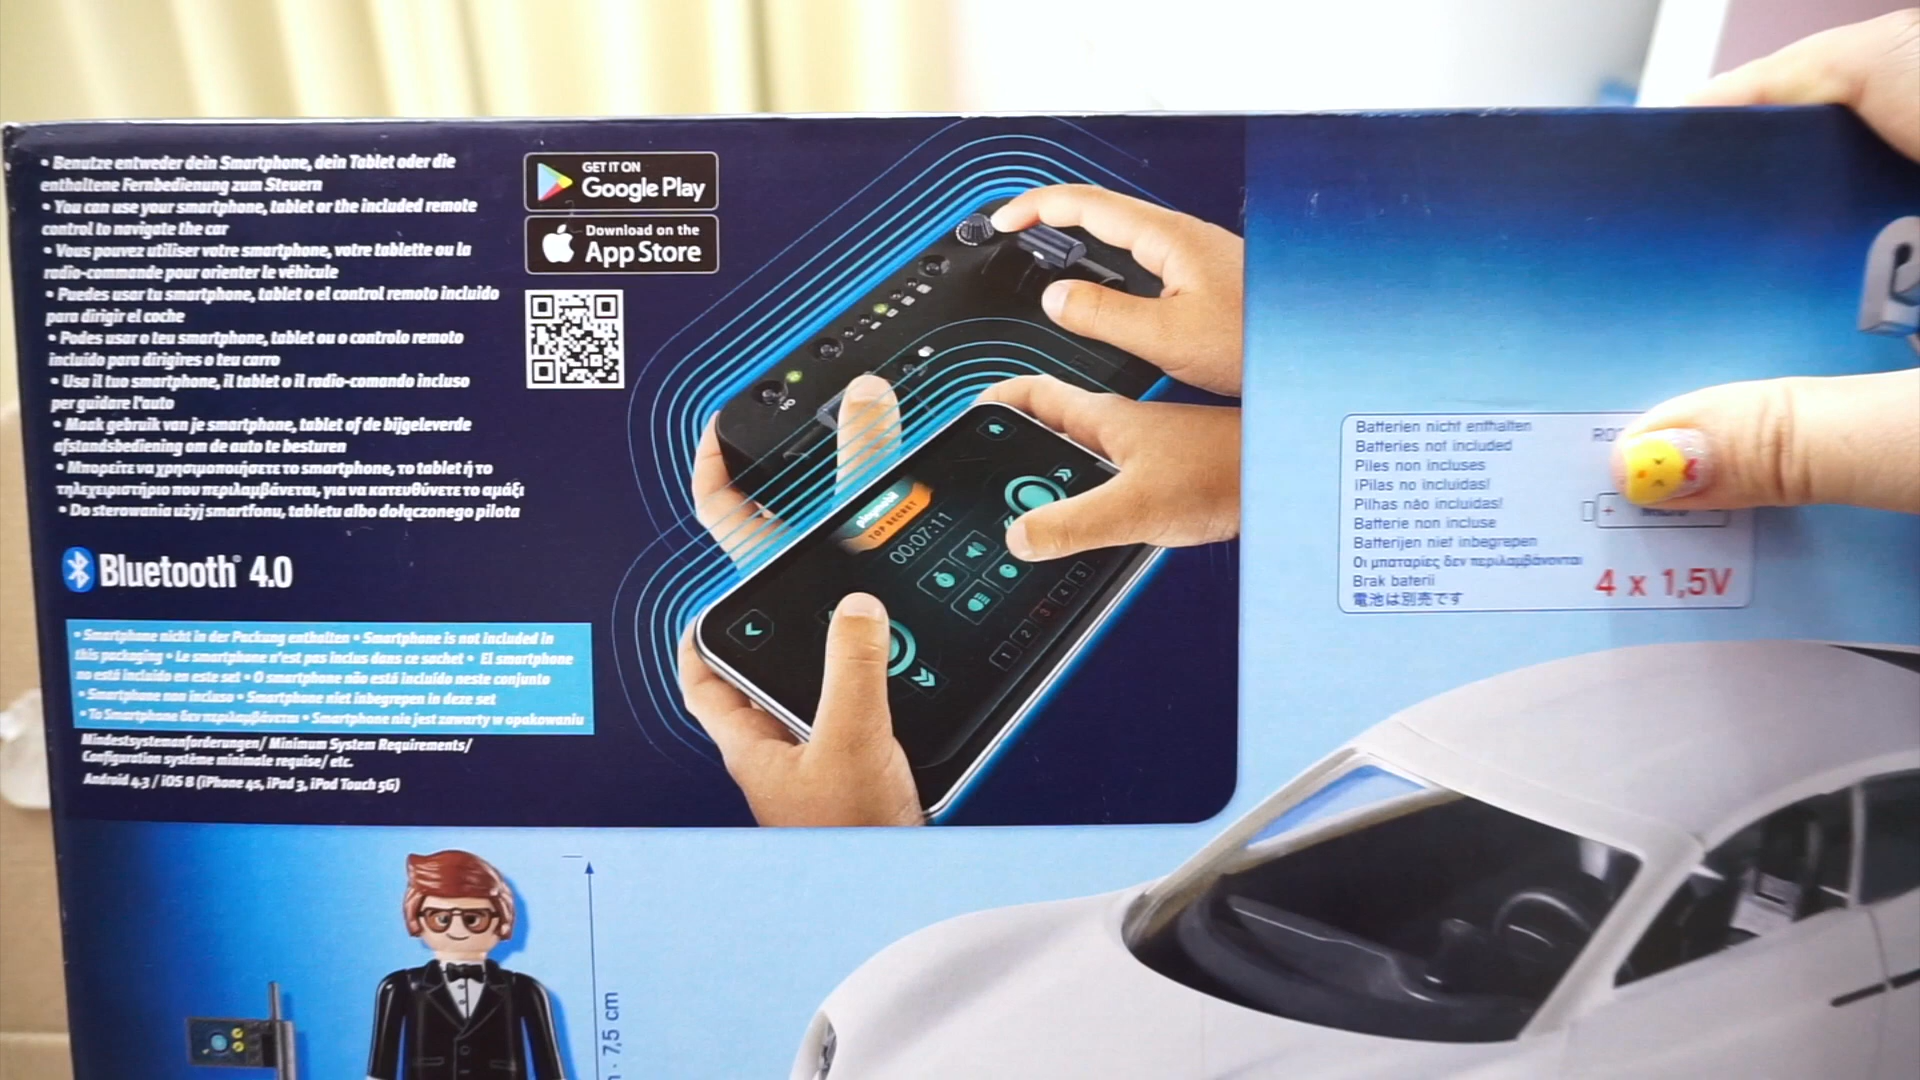 • Benutze entweder dein Smartphone, dein Tablet oder die
enthaltene Fernbedienung zum Steuern
• You can use your smartphone, tablet or the included remote
control to navigate the car
• Vous pouvez utiliser votre smartphone, votre tablette ou la
radio-commande pour orienter le véhicule
• Puedes usar tu smartphone, tablet o el control remoto incluido
para dirigir el coche
• Podes usar o teu smartphone, tablet ou o controlo remoto
incluído para dirigires o teu carro
• Usa il tuo smartphone, il tablet o il radio-comando incluso
per guidare l'auto
• Maak gebruik van je smartphone, tablet of de bijgeleverde
afstandsbediening om de auto te besturen
• Μπορείτε να χρησιμοποιήσετε το smartphone, το tablet ή το
τηλεχειριστήριο που περιλαμβάνεται, για να κατευθύνετε το αμάξι
• Do sterowania użyj smartfonu, tabletu albo dołączonego pilota
GET IT ON
Google Play
Download on the
App Store
Bluetooth® 4.0
• Smartphone nicht in der Packung enthalten • Smartphone is not included in
this packaging • Le smartphone n'est pas inclus dans ce sachet • El smartphone
no está incluido en este set • O smartphone não está incluído neste conjunto
• Smartphone non incluso • Smartphone niet inbegrepen in deze set
• Το Smartphone δεν περιλαμβάνεται • Smartphone nie jest zawarty w opakowaniu
Mindestsystemanforderungen/ Minimum System Requirements/
Configuration système minimale requise/ etc.
Android 4.3 / iOS 8 (iPhone 4s, iPad 3, iPod Touch 5G)
I/O
playmobil
TOP SECRET
00:07:11
1 2 3 4 5
Batterien nicht enthalten
Batteries not included
Piles non incluses
¡Pilas no incluidas!
Pilhas não incluidas!
Batterie non incluse
Batterijen niet inbegrepen
Οι μπαταρίες δεν περιλαμβάνονται
Brak baterii
電池は別売です
4 x 1,5V
7,5 cm